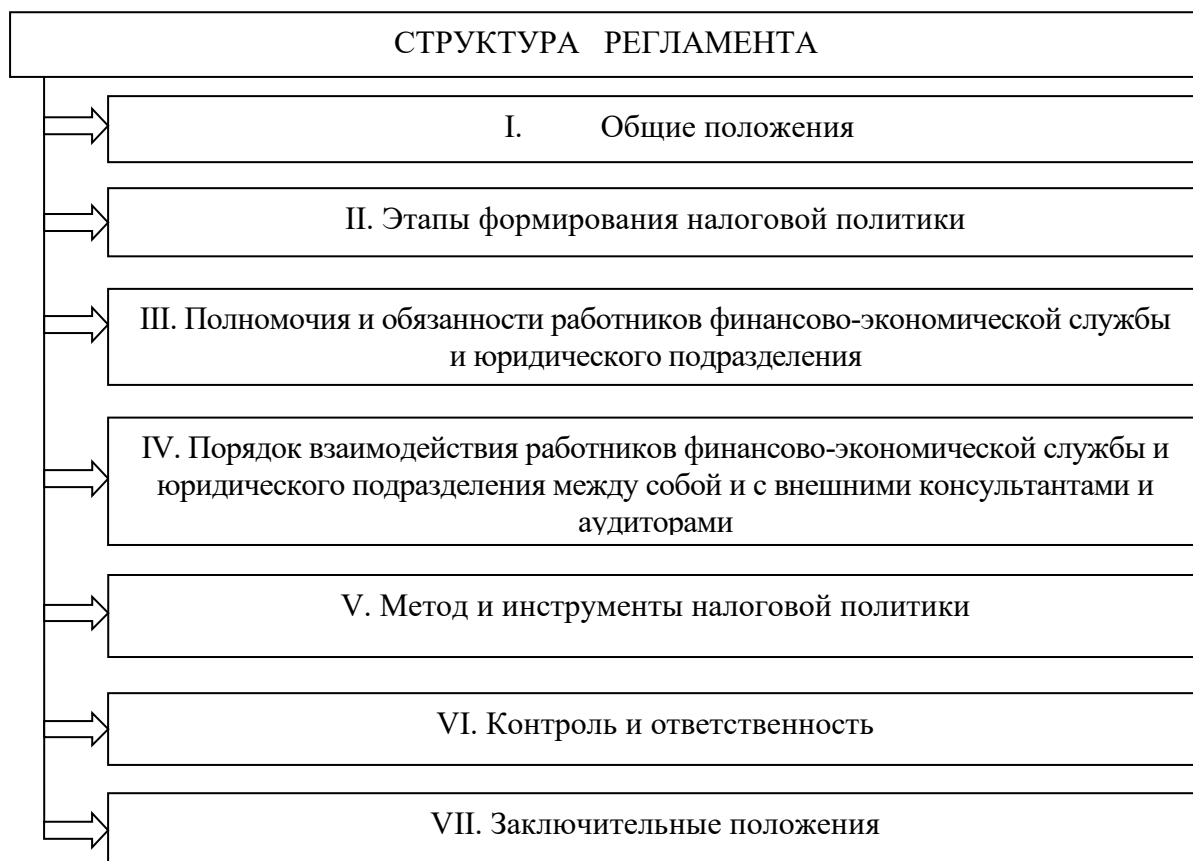 СТРУКТУРА РЕГЛАМЕНТА
I. Общие положения
II. Этапы формирования налоговой политики
III. Полномочия и обязанности работников финансово-экономической службы
и юридического подразделения
IV. Порядок взаимодействия работников финансово-экономической службы и
юридического подразделения между собой и с внешними консультантами и
аудиторами
V. Метод и инструменты налоговой политики
VI. Контроль и ответственность
VII. Заключительные положения